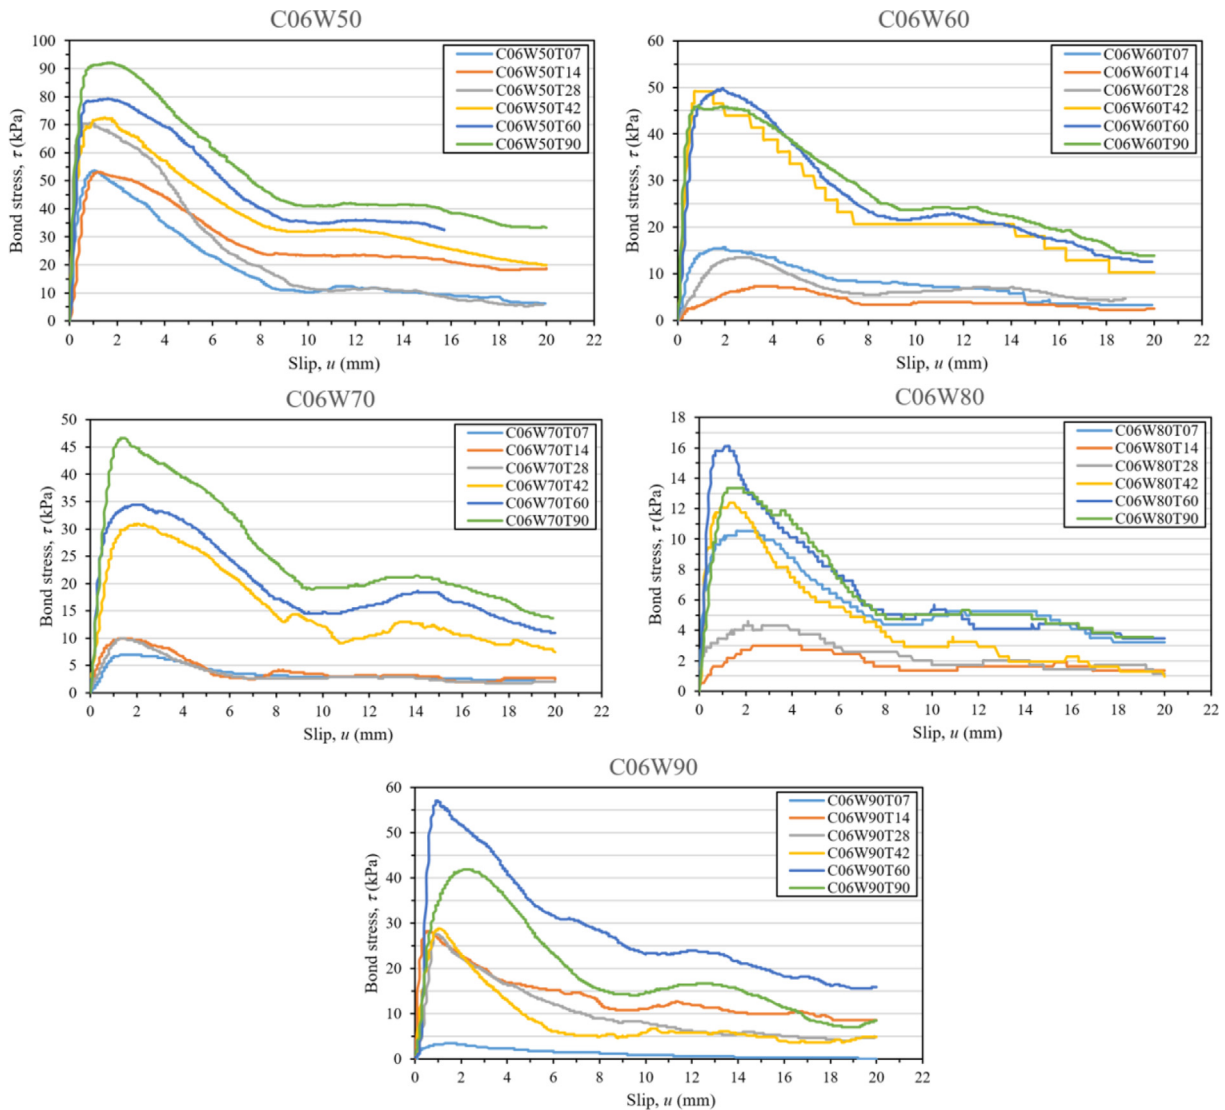 C06W50
100
90
80
70
60
50
40
30
20
10
0
Bond stress, τ (kPa)
0 2 4 6 8 10 12 14 16 18 20 22
Slip, u (mm)
C06W50T07
C06W50T14
C06W50T28
C06W50T42
C06W50T60
C06W50T90
C06W60
60
50
40
30
20
10
0
Bond stress, τ (kPa)
0 2 4 6 8 10 12 14 16 18 20 22
Slip, u (mm)
C06W60T07
C06W60T14
C06W60T28
C06W60T42
C06W60T60
C06W60T90
C06W70
50
45
40
35
30
25
20
15
10
5
0
Bond stress, τ (kPa)
0 2 4 6 8 10 12 14 16 18 20 22
Slip, u (mm)
C06W70T07
C06W70T14
C06W70T28
C06W70T42
C06W70T60
C06W70T90
C06W80
18
16
14
12
10
8
6
4
2
0
Bond stress, τ (kPa)
0 2 4 6 8 10 12 14 16 18 20 22
Slip, u (mm)
C06W80T07
C06W80T14
C06W80T28
C06W80T42
C06W80T60
C06W80T90
C06W90
60
50
40
30
20
10
0
Bond stress, τ (kPa)
0 2 4 6 8 10 12 14 16 18 20 22
Slip, u (mm)
C06W90T07
C06W90T14
C06W90T28
C06W90T42
C06W90T60
C06W90T90